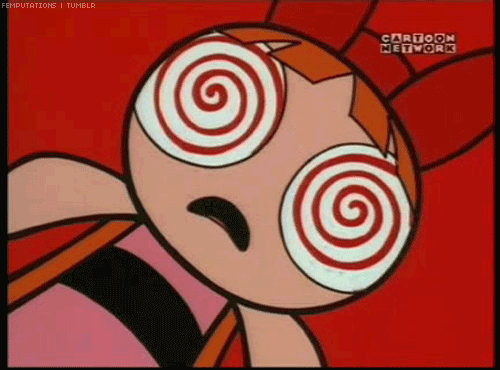 FEMPUTATIONS | TUMBLR
CARTOON
NETWORK